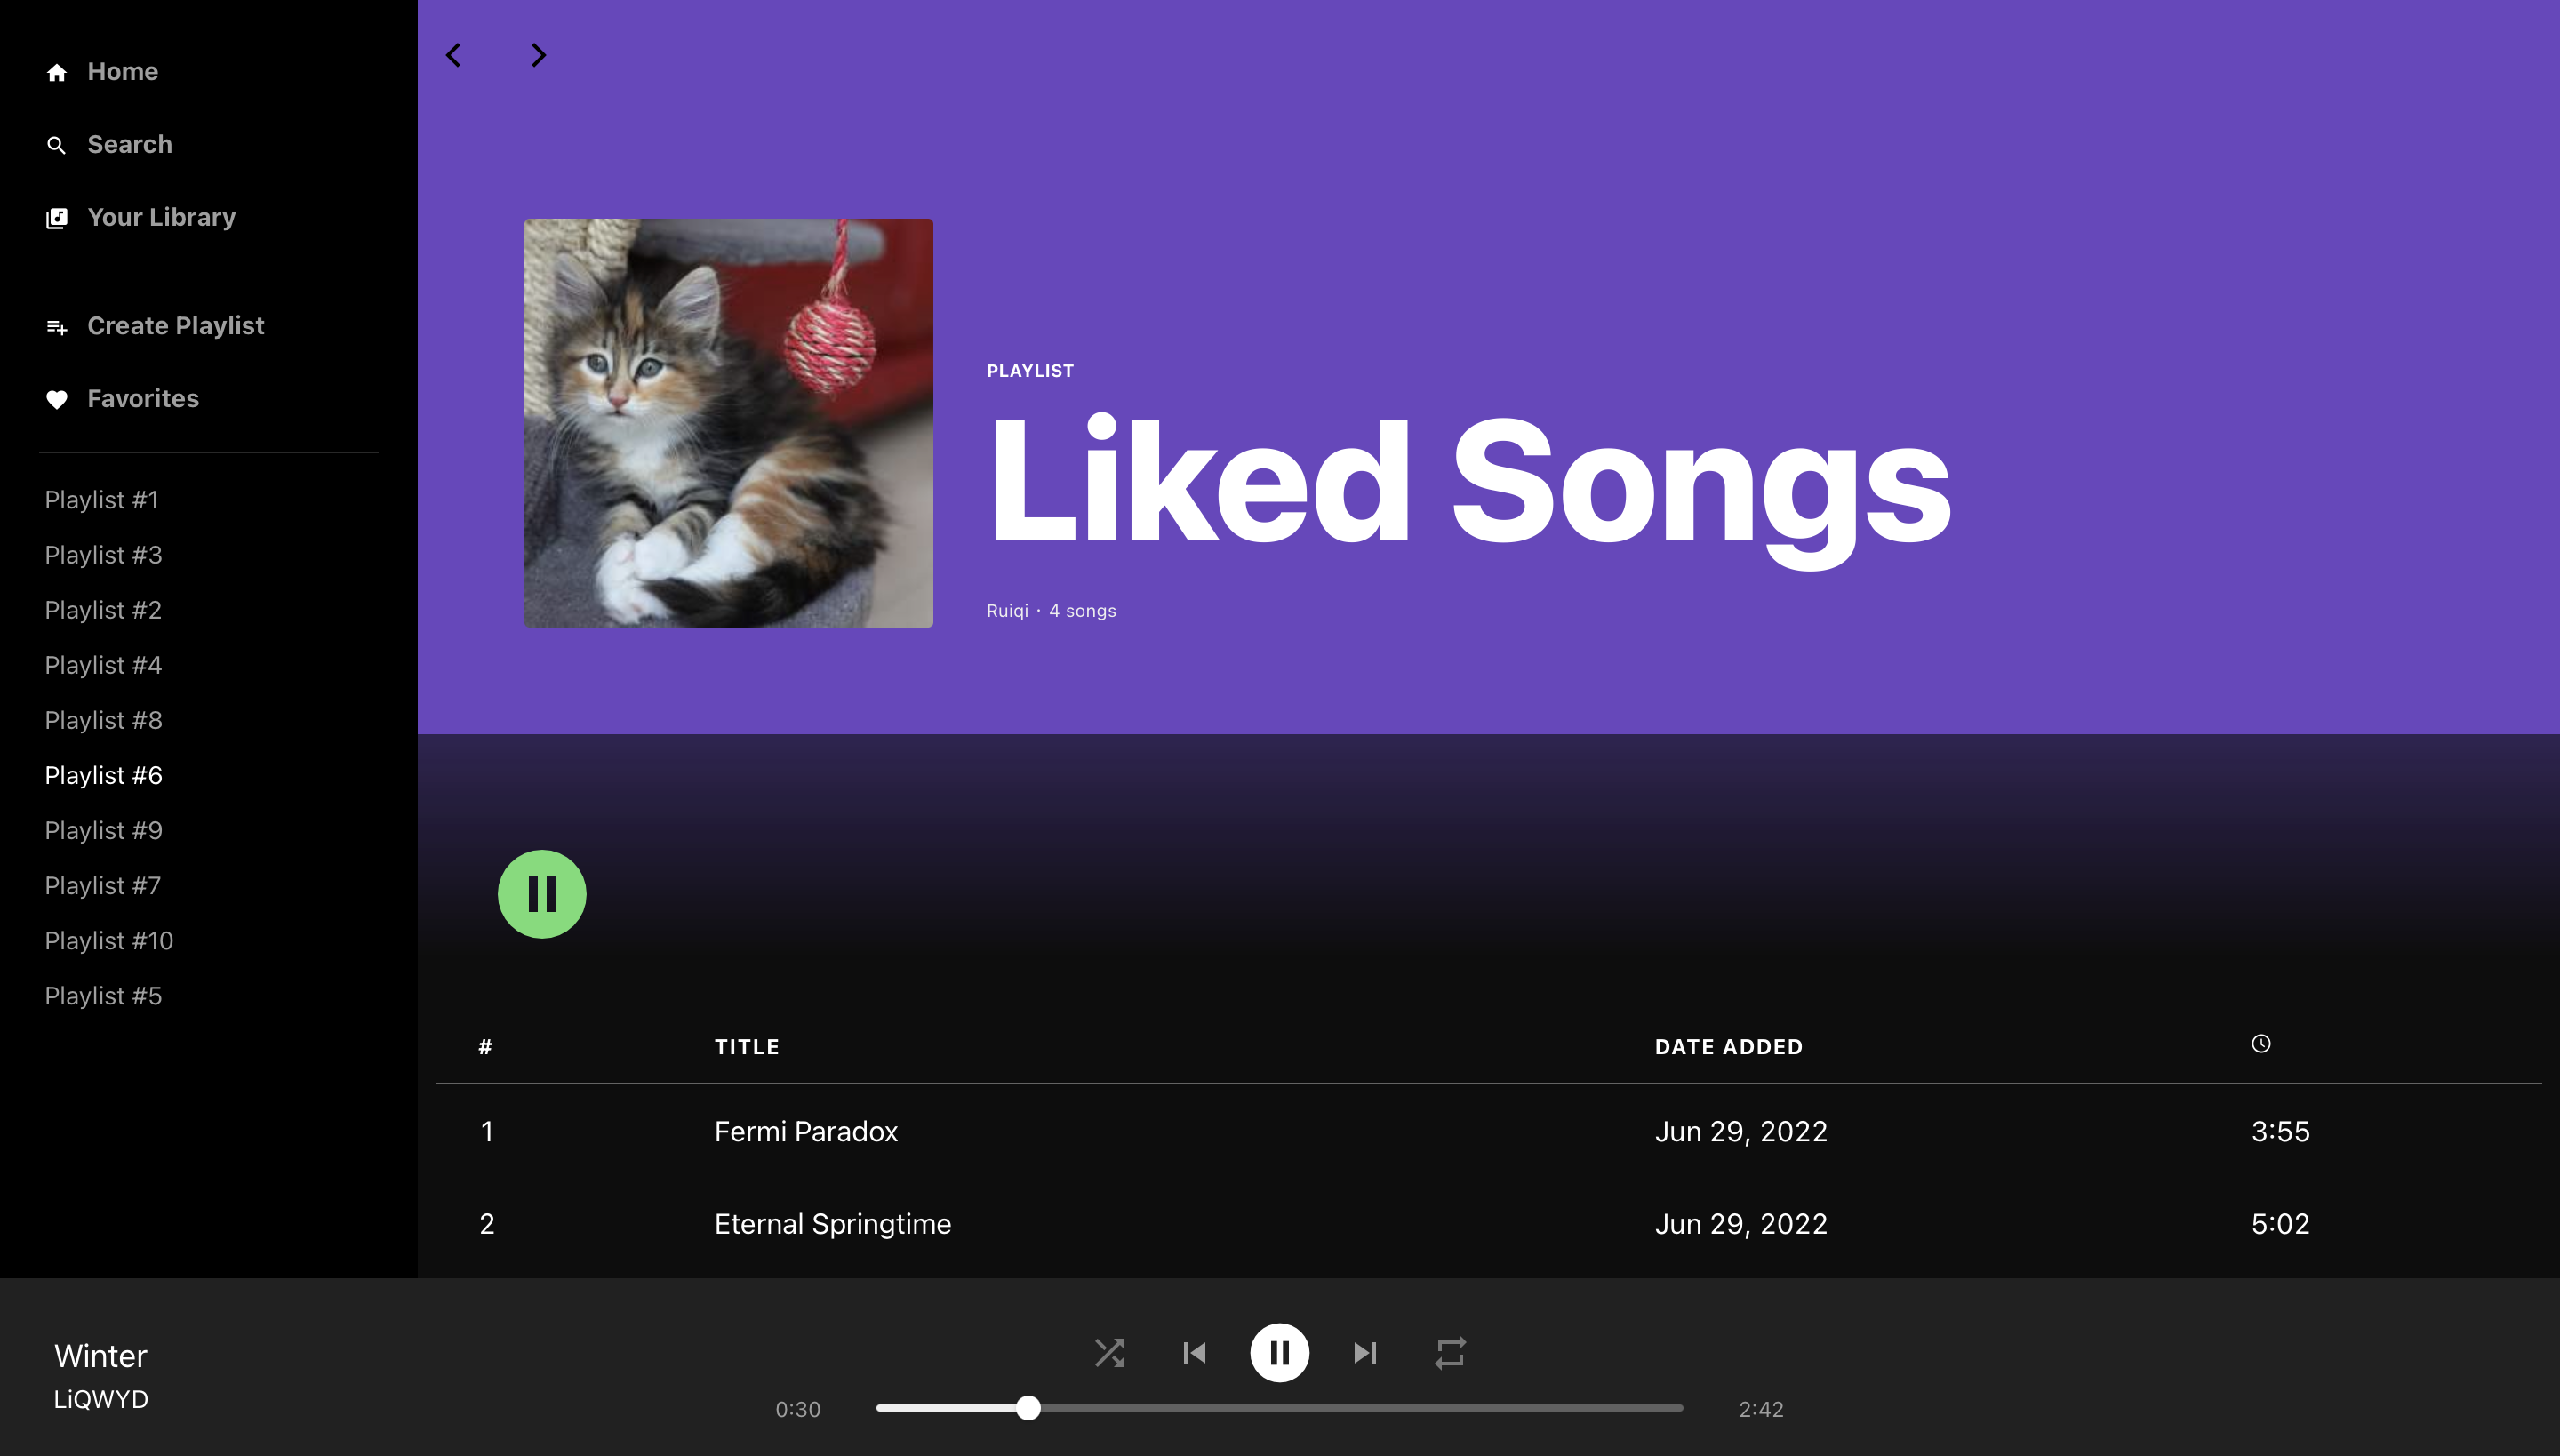 Home
Search
Your Library
Create Playlist
Favorites
Playlist #1
Playlist #3
Playlist #2
Playlist #4
Playlist #8
Playlist #6
Playlist #9
Playlist #7
Playlist #10
Playlist #5
PLAYLIST
Liked Songs
Ruiqi · 4 songs
# TITLE DATE ADDED
1 Fermi Paradox Jun 29, 2022 3:55
2 Eternal Springtime Jun 29, 2022 5:02
Winter
LiQWYD
0:30 2:42